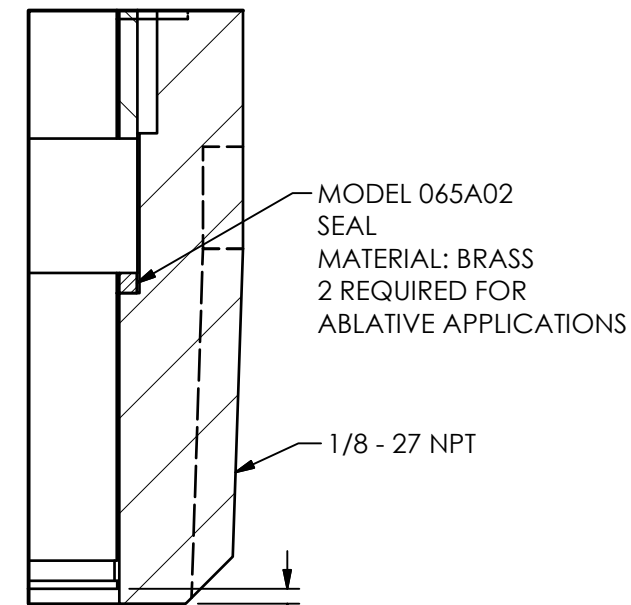 MODEL 065A02
SEAL
MATERIAL: BRASS
2 REQUIRED FOR
ABLATIVE APPLICATIONS
1/8 - 27 NPT